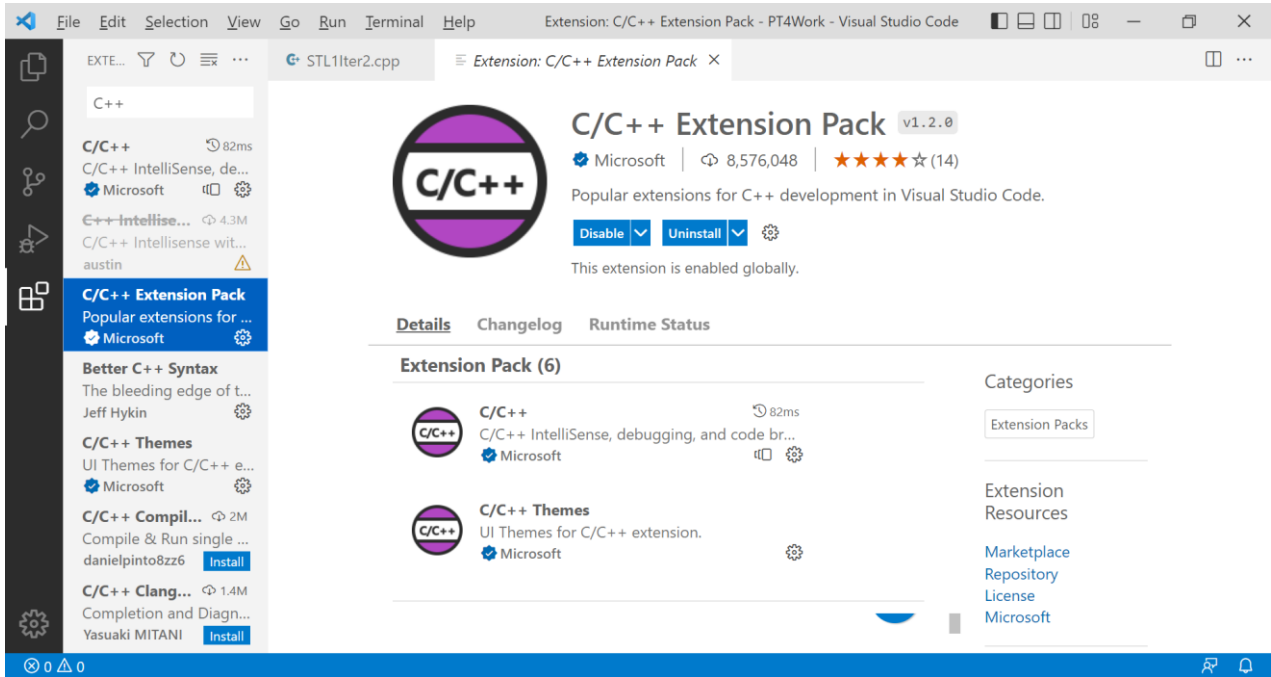 File Edit Selection View Go Run Terminal Help Extension: C/C++ Extension Pack - PT4Work - Visual Studio Code
EXTE...
C++
C/C++ 82ms
C/C++ IntelliSense, de...
Microsoft
C++ Intellise... 4.3M
C/C++ Intellisense wit...
austin
C/C++ Extension Pack
Popular extensions for ...
Microsoft
Better C++ Syntax
The bleeding edge of t...
Jeff Hykin
C/C++ Themes
UI Themes for C/C++ e...
Microsoft
C/C++ Compil... 2M
Compile & Run single ...
danielpinto8zz6 Install
C/C++ Clang... 1.4M
Completion and Diagn...
Yasuaki MITANI Install
STL1Iter2.cpp Extension: C/C++ Extension Pack
C/C++
C/C++ Extension Pack v1.2.0
Microsoft 8,576,048 (14)
Popular extensions for C++ development in Visual Studio Code.
Disable Uninstall
This extension is enabled globally.
Details Changelog Runtime Status
Extension Pack (6)
C/C++
C/C++ 82ms
C/C++ IntelliSense, debugging, and code br...
Microsoft
C/C++
C/C++ Themes
UI Themes for C/C++ extension.
Microsoft
Categories
Extension Packs
Extension
Resources
Marketplace
Repository
License
Microsoft
0 0